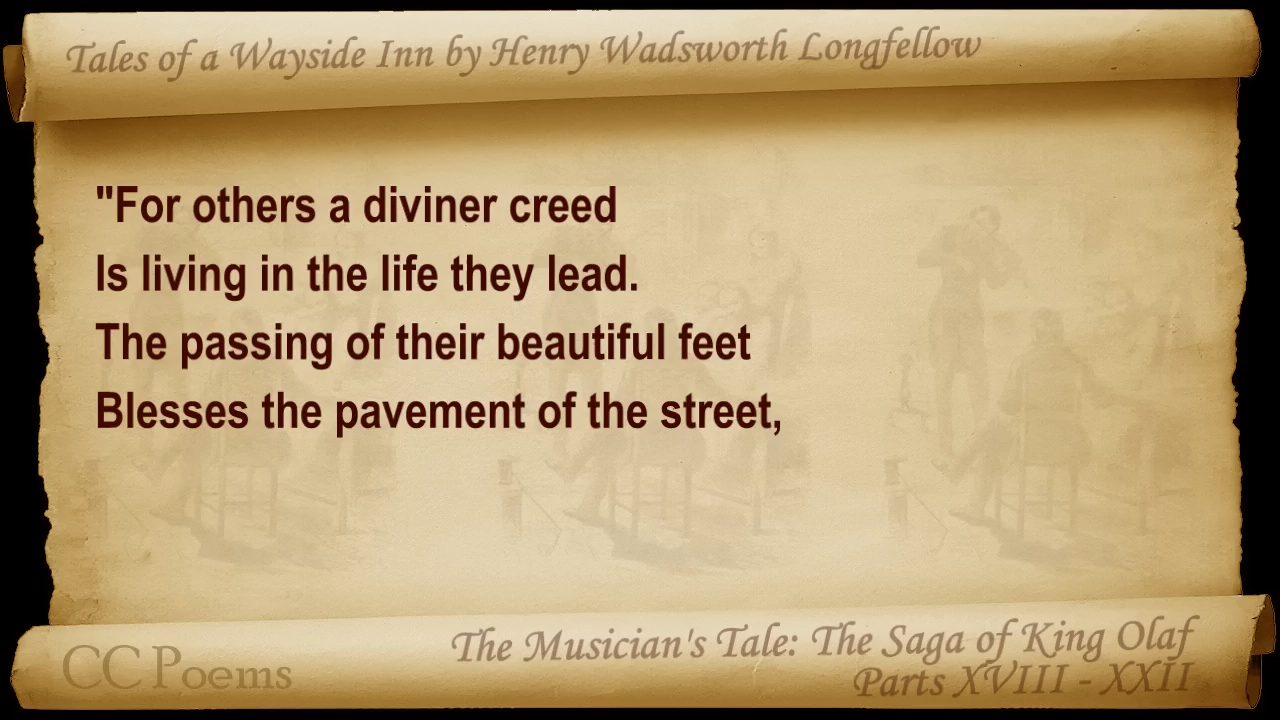 Tales of a Wayside Inn by Henry Wadsworth Longfellow
"For others a diviner creed
Is living in the life they lead.
The passing of their beautiful feet
Blesses the pavement of the street,
CC Poems
The Musician's Tale: The Saga of King Olaf
Parts XVIII - XXII